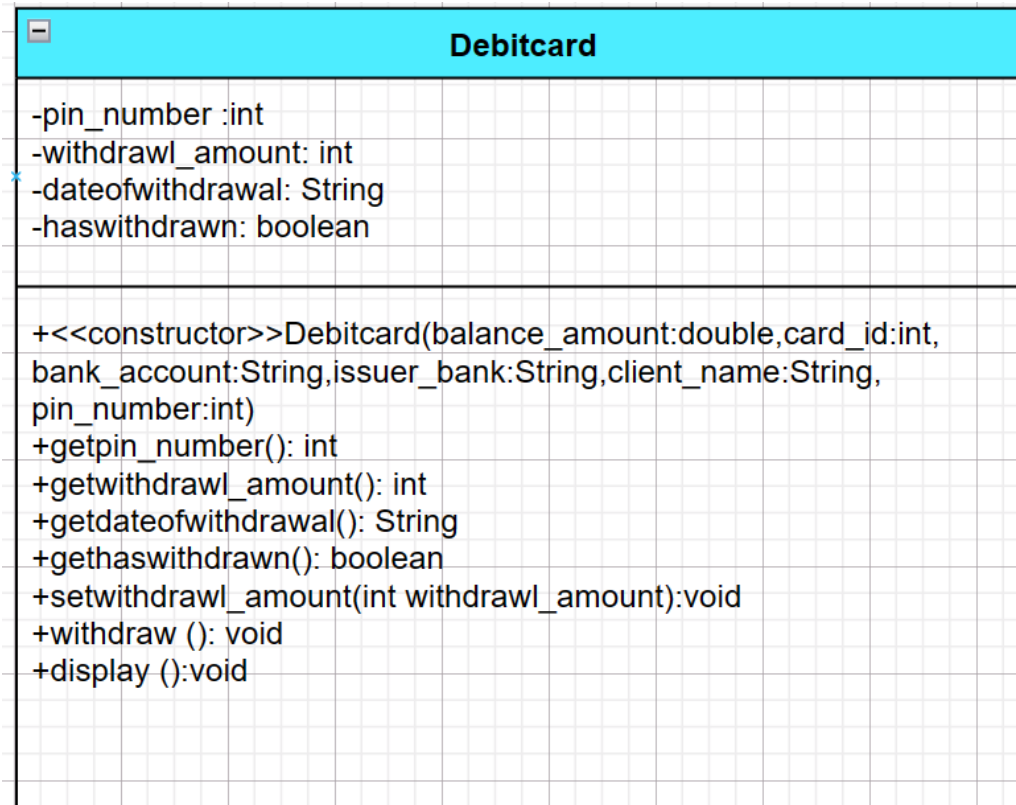 Debitcard
-pin_number :int
-withdrawl_amount: int
-dateofwithdrawal: String
-haswithdrawn: boolean
+<<constructor>>Debitcard(balance_amount:double,card_id:int,
bank_account:String,issuer_bank:String,client_name:String,
pin_number:int)
+getpin_number(): int
+getwithdrawl_amount(): int
+getdateofwithdrawal(): String
+gethaswithdrawn(): boolean
+setwithdrawl_amount(int withdrawl_amount):void
+withdraw (): void
+display ():void